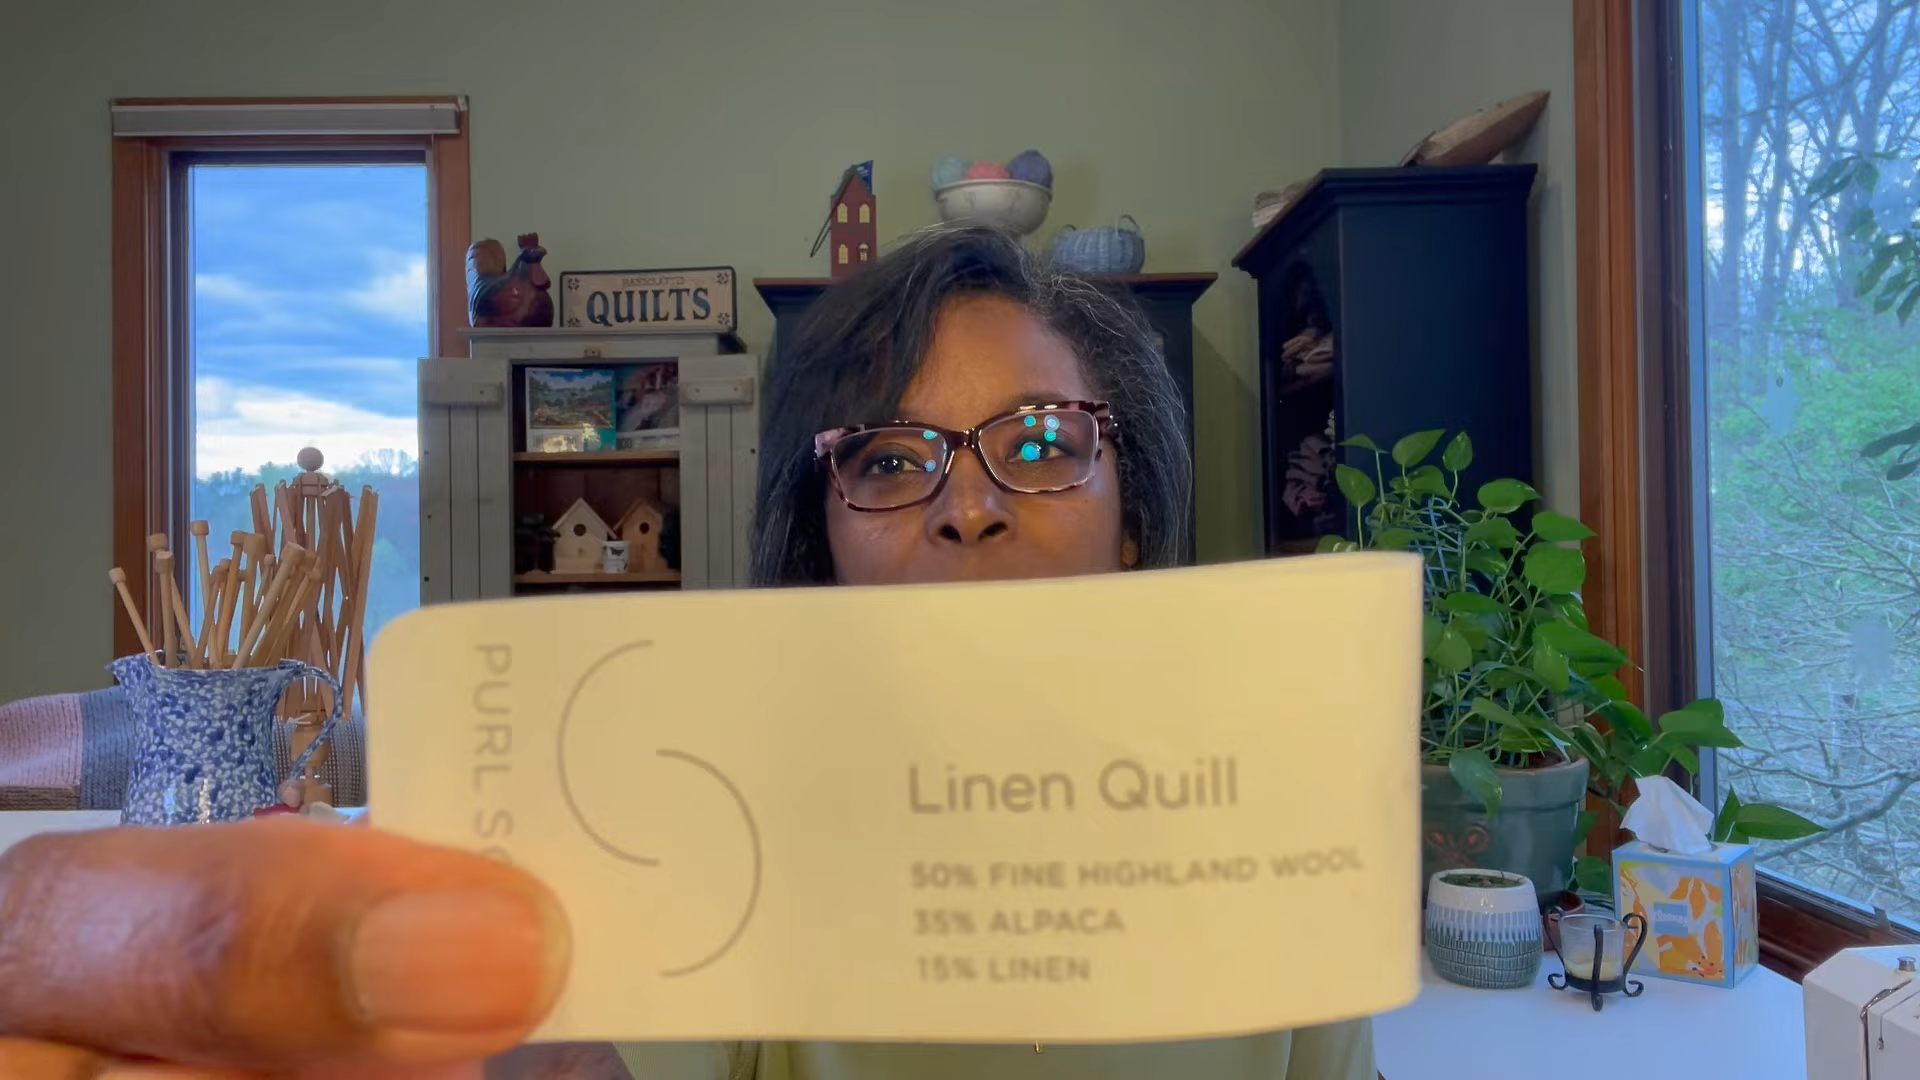 QUILTS
PURL S
Linen Quill
50% FINE HIGHLAND WOOL
35% ALPACA
15% LINEN